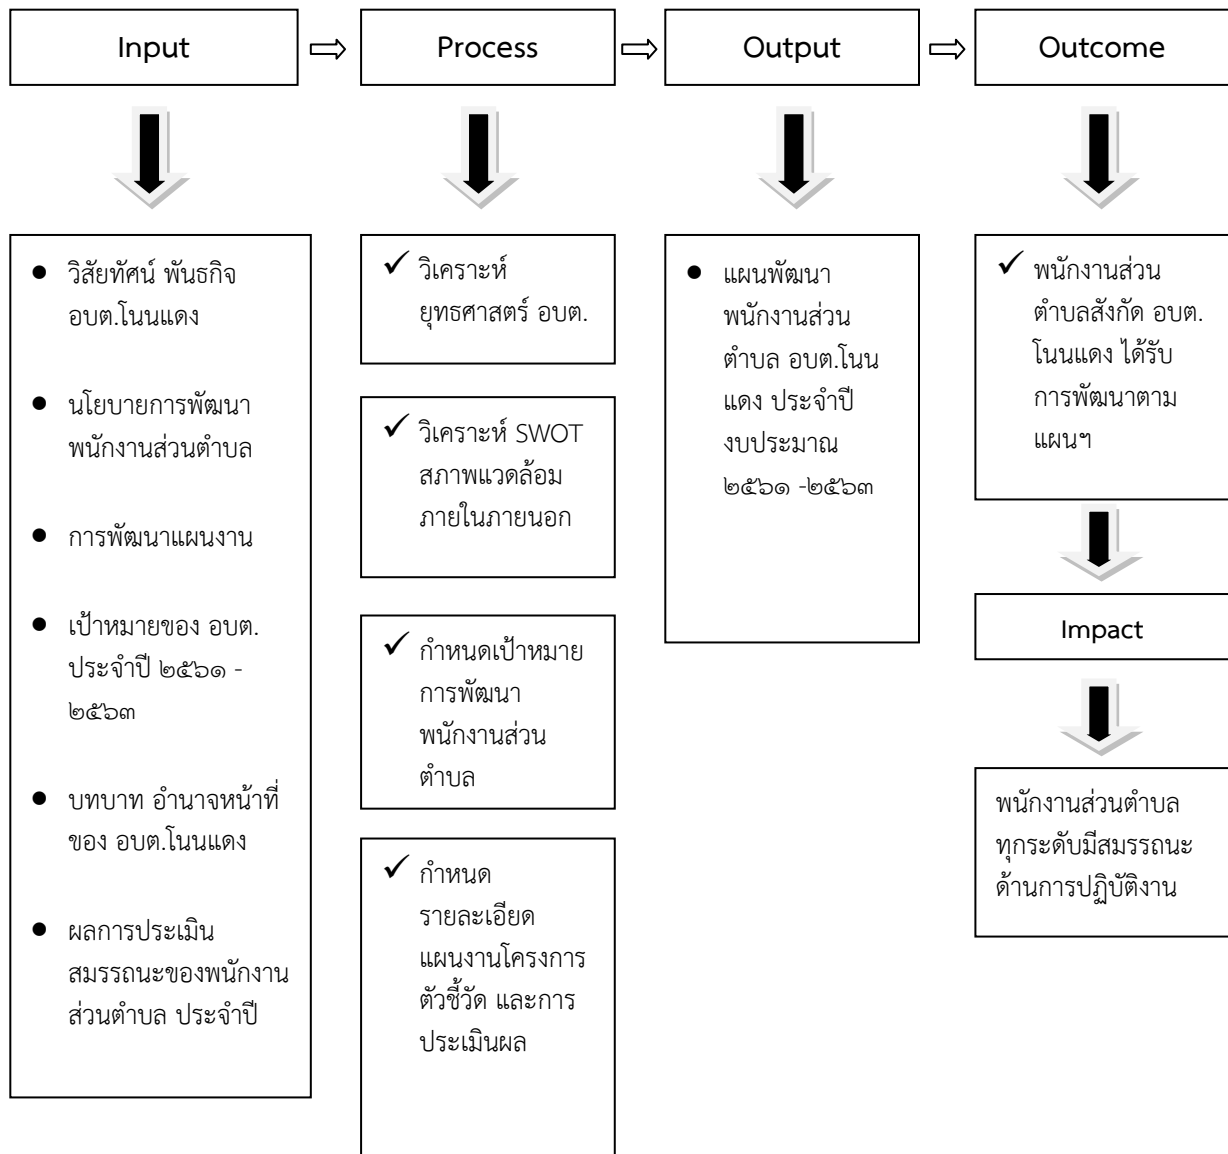 Input
Process
Output
Outcome
● วิสัยทัศน์ พันธกิจ
อบต.โนนแดง
● นโยบายการพัฒนา
พนักงานส่วนตำบล
● การพัฒนาแผนงาน
● เป้าหมายของ อบต.
ประจำปี ๒๕๖๑ -
๒๕๖๓
● บทบาท อำนาจหน้าที่
ของ อบต.โนนแดง
● ผลการประเมิน
สมรรถนะของพนักงาน
ส่วนตำบล ประจำปี
✓ วิเคราะห์
ยุทธศาสตร์ อบต.
✓ วิเคราะห์ SWOT
สภาพแวดล้อม
ภายในภายนอก
✓ กำหนดเป้าหมาย
การพัฒนา
พนักงานส่วน
ตำบล
✓ กำหนด
รายละเอียด
แผนงานโครงการ
ตัวชี้วัด และการ
ประเมินผล
● แผนพัฒนา
พนักงานส่วน
ตำบล อบต.โนน
แดง ประจำปี
งบประมาณ
๒๕๖๑ -๒๕๖๓
✓ พนักงานส่วน
ตำบลสังกัด อบต.
โนนแดง ได้รับ
การพัฒนาตาม
แผนฯ
Impact
พนักงานส่วนตำบล
ทุกระดับมีสมรรถนะ
ด้านการปฏิบัติงาน